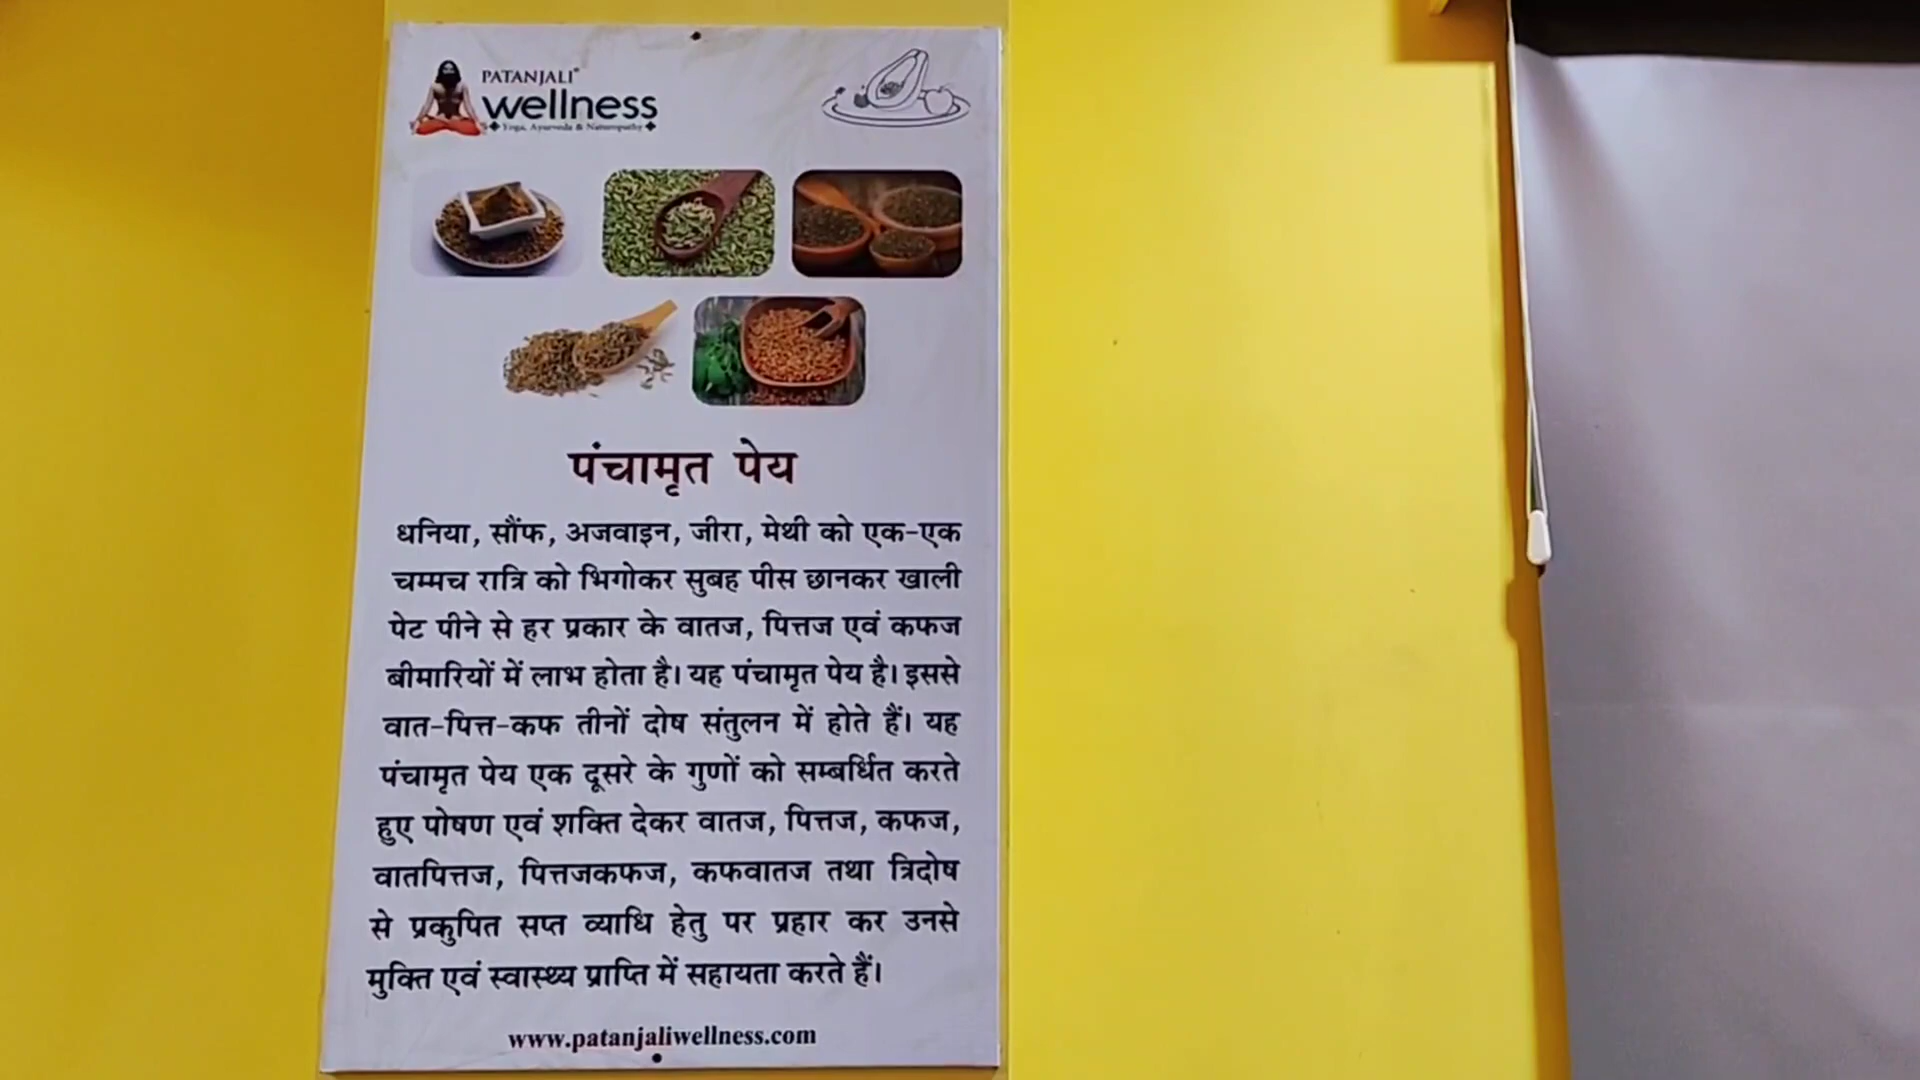 PATANJALI®
wellness
Yoga, Ayurveda & Naturopathy
पंचामृत पेय
धनिया, सौंफ, अजवाइन, जीरा, मेथी को एक-एक
चम्मच रात्रि को भिगोकर सुबह पीस छानकर खाली
पेट पीने से हर प्रकार के वातज, पित्तज एवं कफज
बीमारियों में लाभ होता है। यह पंचामृत पेय है। इससे
वात-पित्त-कफ तीनों दोष संतुलन में होते हैं। यह
पंचामृत पेय एक दूसरे के गुणों को सम्बर्धित करते
हुए पोषण एवं शक्ति देकर वातज, पित्तज, कफज,
वातपित्तज, पित्तजकफज, कफवातज तथा त्रिदोष
से प्रकुपित सप्त व्याधि हेतु पर प्रहार कर उनसे
मुक्ति एवं स्वास्थ्य प्राप्ति में सहायता करते हैं।
www.patanjaliwellness.com